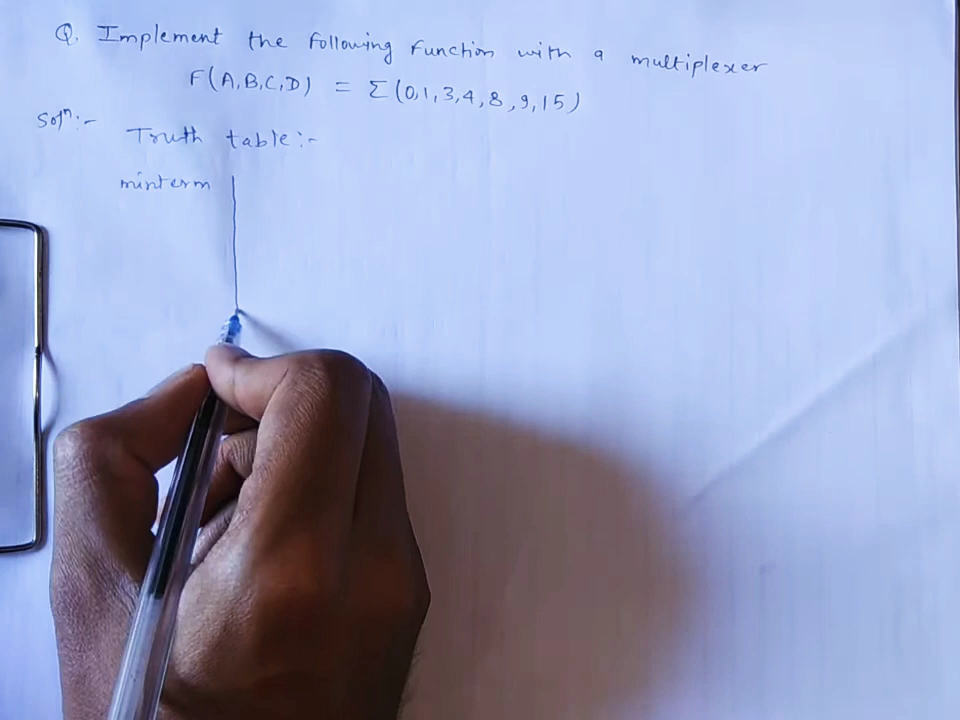 Q. Implement the following function with a multiplexer
F(A,B,C,D) = Σ(0,1,3,4,8,9,15)
Solⁿ:-
Truth table:-
minterm